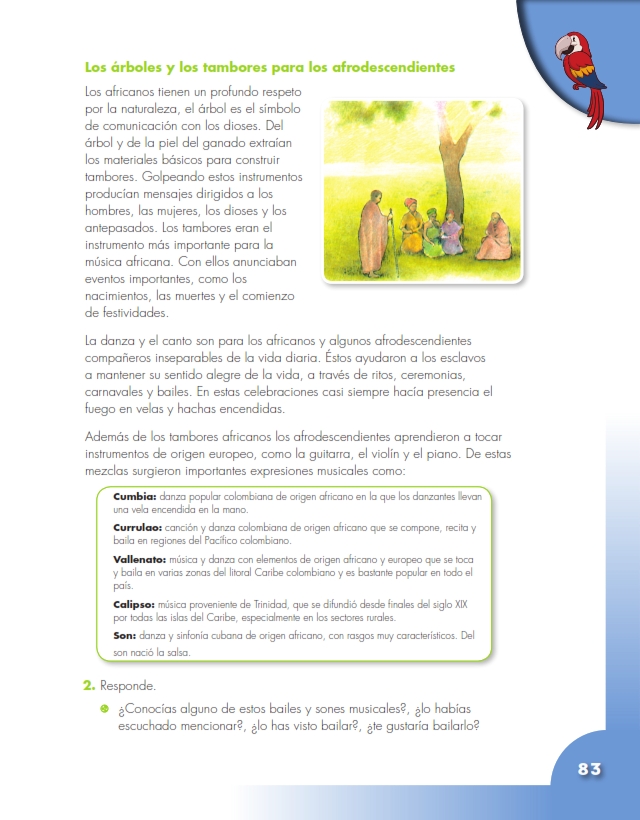 Los árboles y los tambores para los afrodescendientes
Los africanos tienen un profundo respeto
por la naturaleza, el árbol es el símbolo
de comunicación con los dioses. Del
árbol y de la piel del ganado extraían
los materiales básicos para construir
tambores. Golpeando estos instrumentos
producían mensajes dirigidos a los
hombres, las mujeres, los dioses y los
antepasados. Los tambores eran el
instrumento más importante para la
música africana. Con ellos anunciaban
eventos importantes, como los
nacimientos, las muertes y el comienzo
de festividades.
La danza y el canto son para los africanos y algunos afrodescendientes
compañeros inseparables de la vida diaria. Éstos ayudaron a los esclavos
a mantener su sentido alegre de la vida, a través de ritos, ceremonias,
carnavales y bailes. En estas celebraciones casi siempre hacía presencia el
fuego en velas y hachas encendidas.
Además de los tambores africanos los afrodescendientes aprendieron a tocar
instrumentos de origen europeo, como la guitarra, el violín y el piano. De estas
mezclas surgieron importantes expresiones musicales como:
Cumbia: danza popular colombiana de origen africano en la que los danzantes llevan
una vela encendida en la mano.
Currulao: canción y danza colombiana de origen africano que se compone, recita y
baila en regiones del Pacífico colombiano.
Vallenato: música y danza con elementos de origen africano y europeo que se toca
y baila en varias zonas del litoral Caribe colombiano y es bastante popular en todo el
país.
Calipso: música proveniente de Trinidad, que se difundió desde finales del siglo XIX
por todas las islas del Caribe, especialmente en los sectores rurales.
Son: danza y sinfonía cubana de origen africano, con rasgos muy característicos. Del
son nació la salsa.
2. Responde.
¿Conocías alguno de estos bailes y sones musicales?, ¿lo habías
escuchado mencionar?, ¿lo has visto bailar?, ¿te gustaría bailarlo?
83